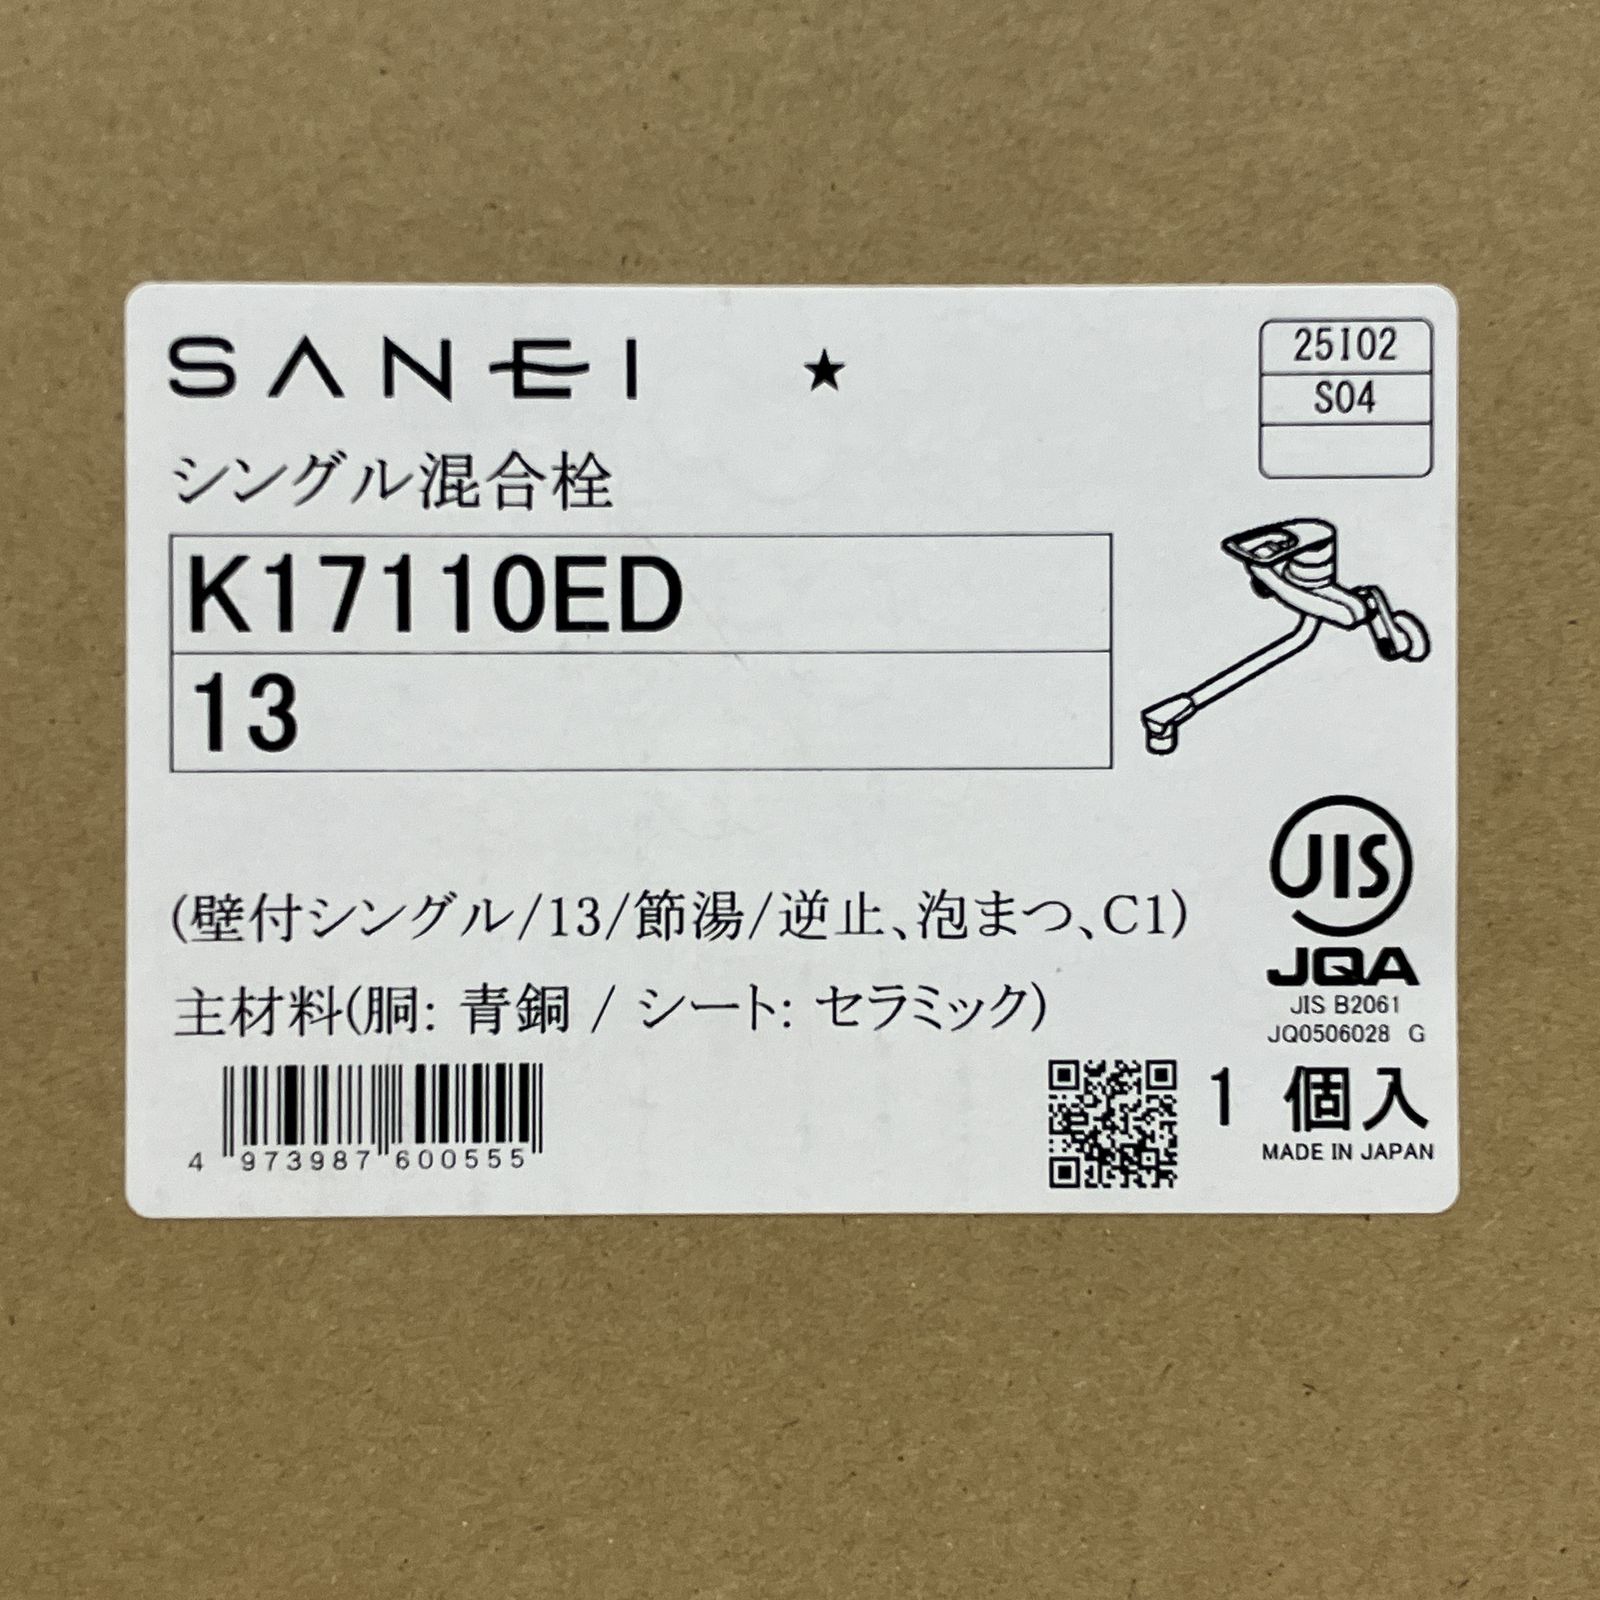 SANEI ★
25I02
S04
シングル混合栓
K17110ED
13
JIS
(壁付シングル/13/節湯/逆止、泡まつ、C1)
JQA
主材料(胴: 青銅 / シート: セラミック)
JIS B2061
JQ0506028 G
1 個入
MADE IN JAPAN
4 973987 600555